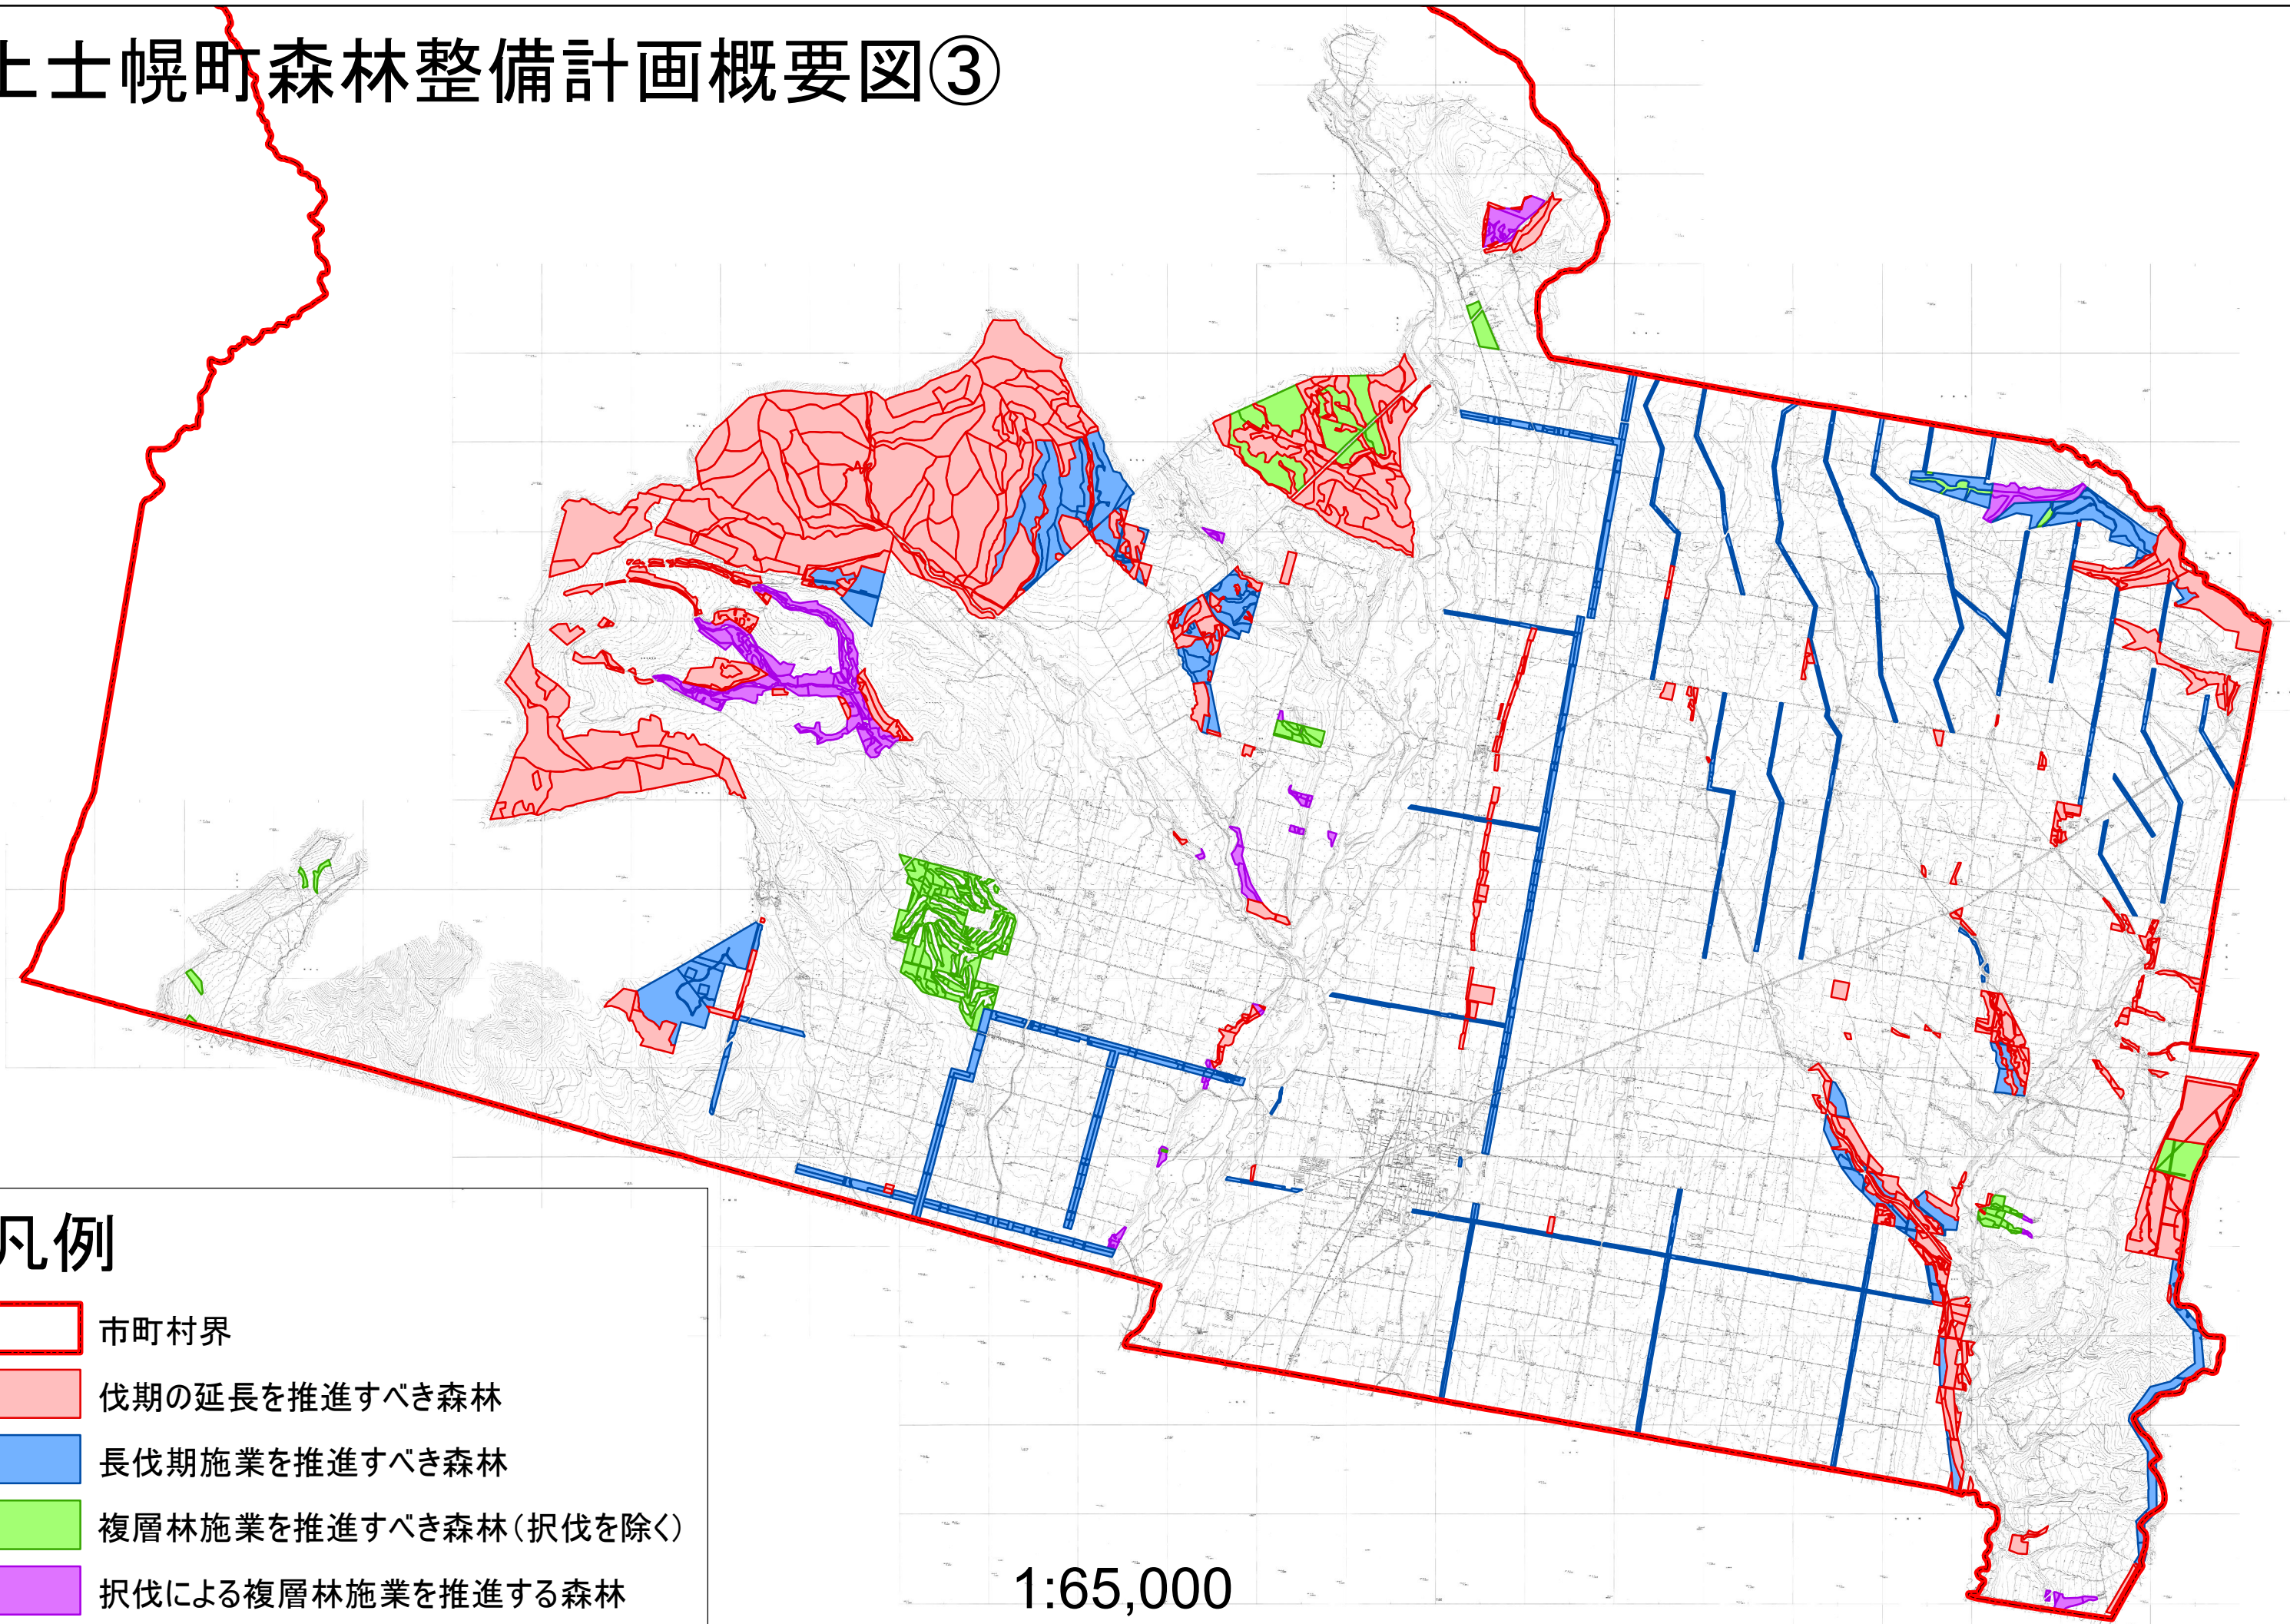 上士幌町森林整備計画概要図③
凡例
市町村界
伐期の延長を推進すべき森林
長伐期施業を推進すべき森林
複層林施業を推進すべき森林（択伐を除く）
択伐による複層林施業を推進する森林
1:65,000